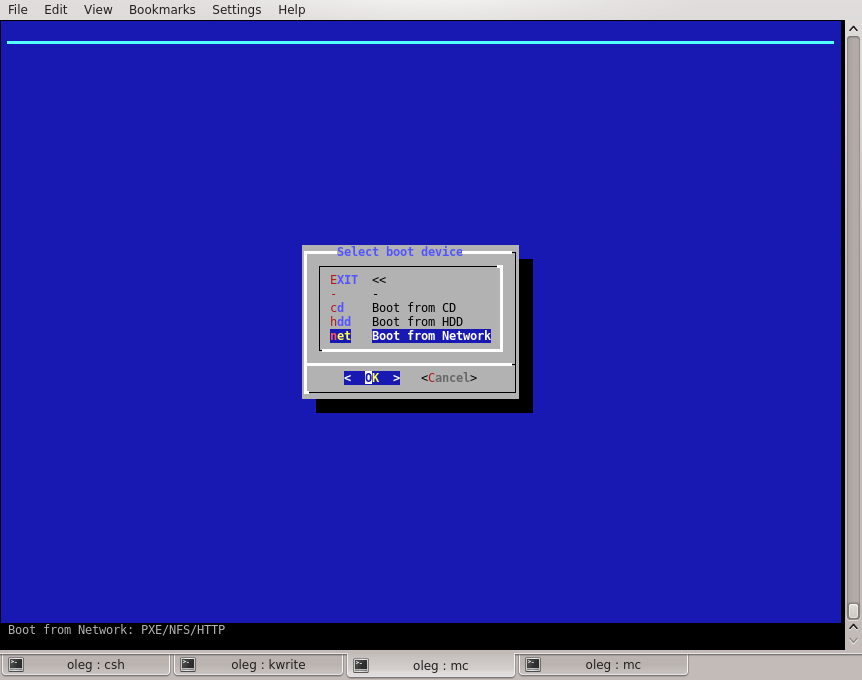 File Edit View Bookmarks Settings Help
Select boot device
EXIT <<
- -
cd Boot from CD
hdd Boot from HDD
net Boot from Network
< OK > <Cancel>
Boot from Network: PXE/NFS/HTTP
oleg : csh oleg : kwrite oleg : mc oleg : mc